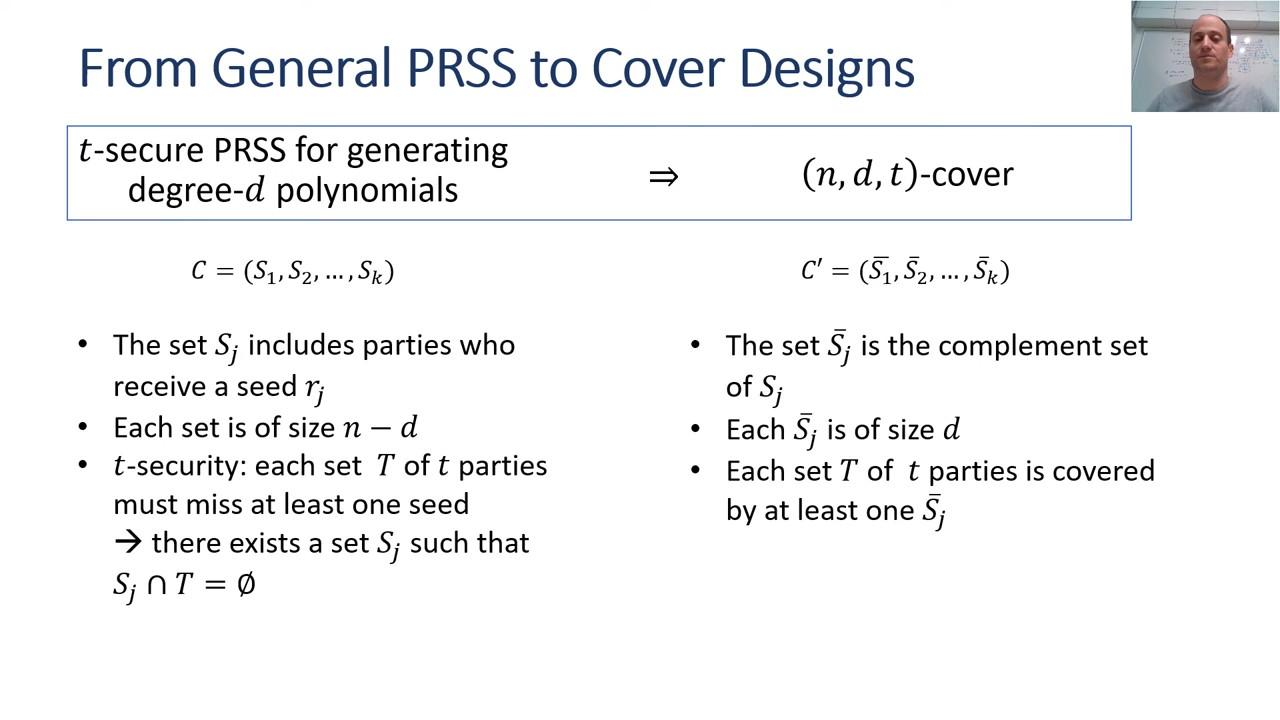 From General PRSS to Cover Designs
t-secure PRSS for generating
degree-d polynomials
⇒
(n, d, t)-cover
C = (S₁, S₂, …, Sₖ)
C′ = (S̄₁, S̄₂, …, S̄ₖ)
• The set Sⱼ includes parties who
receive a seed rⱼ
• Each set is of size n − d
• t-security: each set T of t parties
must miss at least one seed
→ there exists a set Sⱼ such that
Sⱼ ∩ T = ∅
• The set S̄ⱼ is the complement set
of Sⱼ
• Each S̄ⱼ is of size d
• Each set T of t parties is covered
by at least one S̄ⱼ